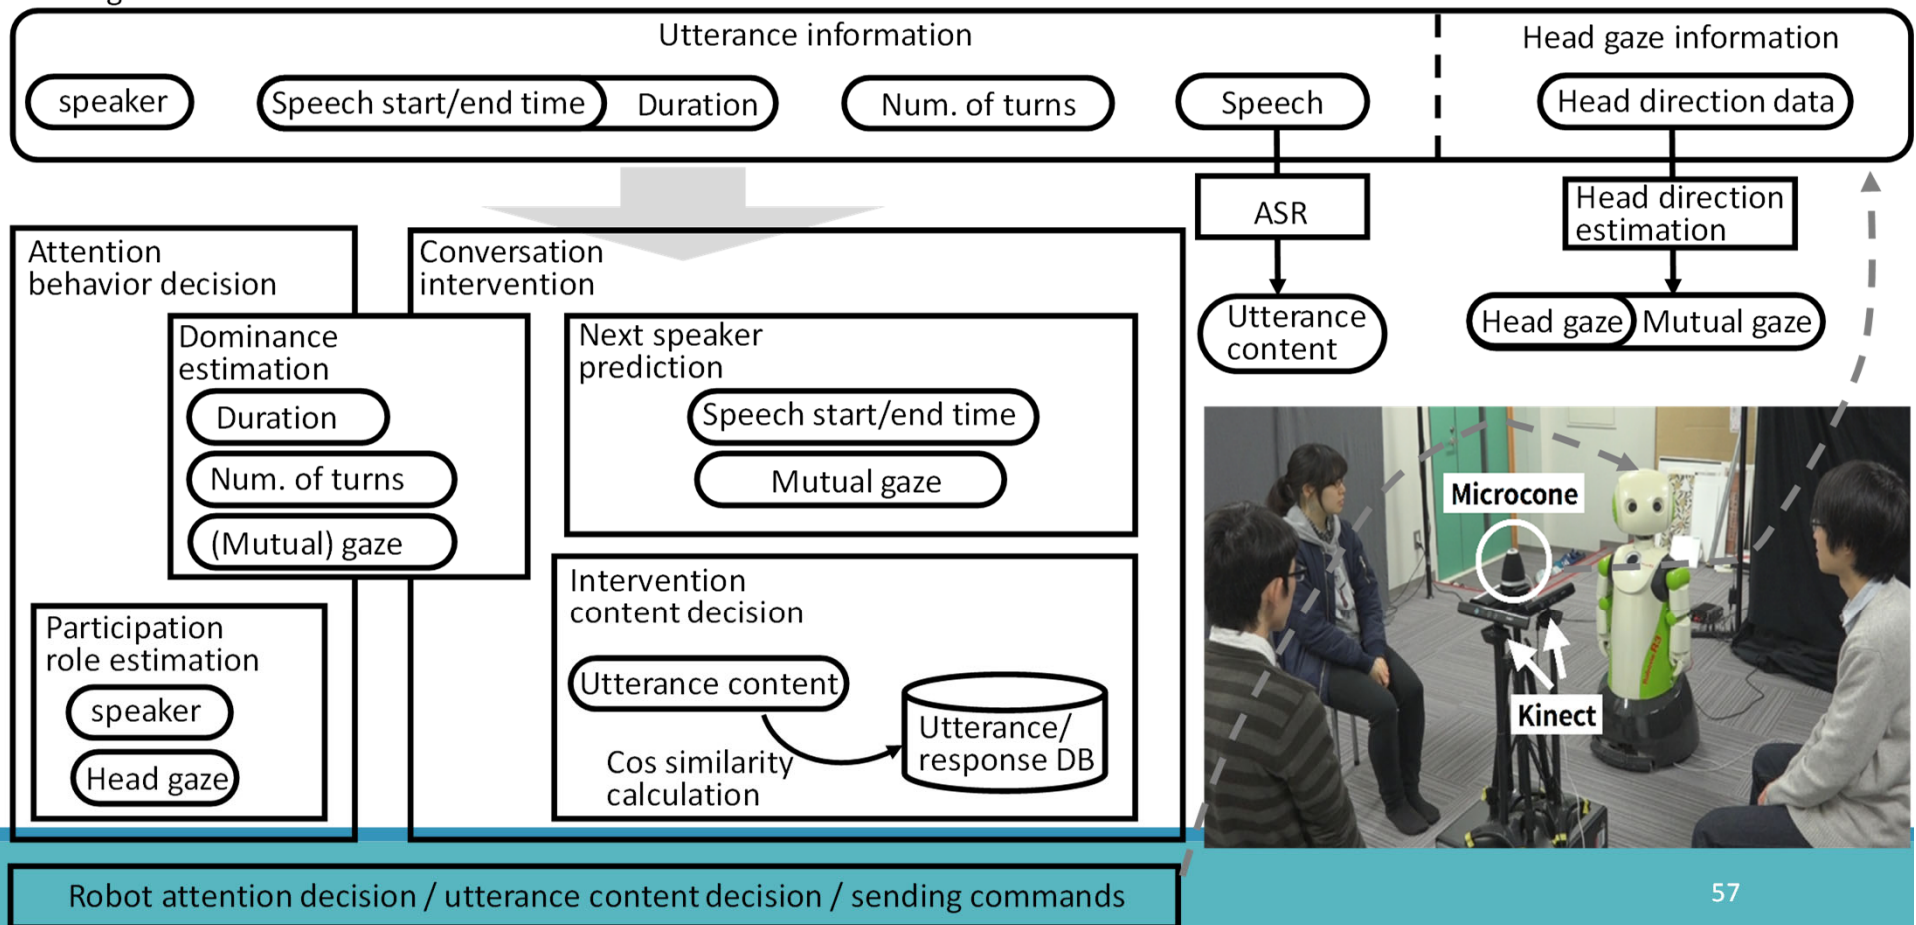 Utterance information
Head gaze information
speaker
Speech start/end time
Duration
Num. of turns
Speech
Head direction data
ASR
Head direction
estimation
Utterance
content
Head gaze
Mutual gaze
Attention
behavior decision
Dominance
estimation
Duration
Num. of turns
(Mutual) gaze
Participation
role estimation
speaker
Head gaze
Conversation
intervention
Next speaker
prediction
Speech start/end time
Mutual gaze
Intervention
content decision
Utterance content
Cos similarity
calculation
Utterance/
response DB
Microcone
Kinect
Robot attention decision / utterance content decision / sending commands
57